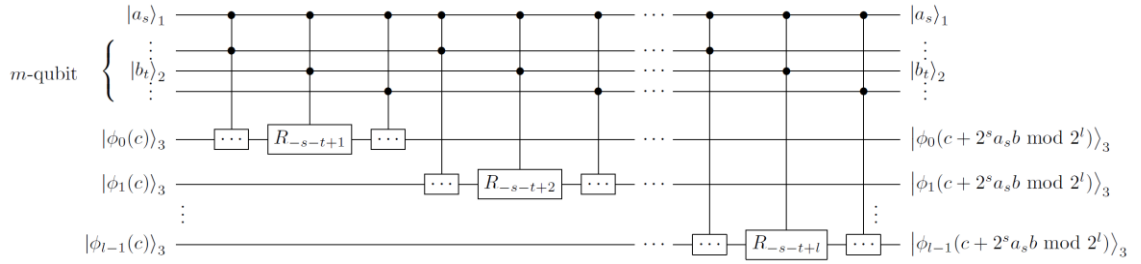 |a_s⟩_1 ··· |a_s⟩_1
⋮ ··· ⋮
m-qubit { |b_t⟩_2 ··· |b_t⟩_2
⋮ ··· ⋮
|ϕ_0(c)⟩_3 ··· R_{−s−t+1} ··· |ϕ_0(c + 2^s a_s b mod 2^l)⟩_3
|ϕ_1(c)⟩_3 ··· R_{−s−t+2} ··· ··· |ϕ_1(c + 2^s a_s b mod 2^l)⟩_3
⋮ ⋮
|ϕ_{l−1}(c)⟩_3 ··· ··· R_{−s−t+l} ··· |ϕ_{l−1}(c + 2^s a_s b mod 2^l)⟩_3